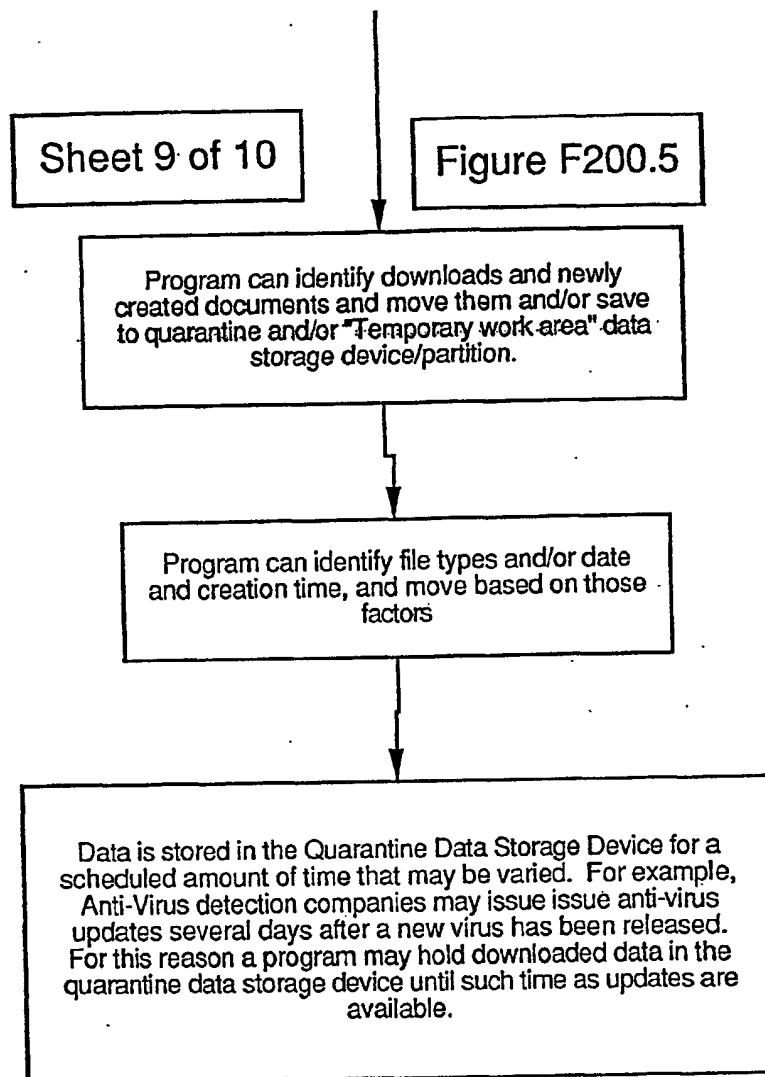 Sheet 9 of 10
Figure F200.5
Program can identify downloads and newly
created documents and move them and/or save
to quarantine and/or "Temporary work area" data
storage device/partition.
Program can identify file types and/or date
and creation time, and move based on those
factors
Data is stored in the Quarantine Data Storage Device for a
scheduled amount of time that may be varied. For example,
Anti-Virus detection companies may issue issue anti-virus
updates several days after a new virus has been released.
For this reason a program may hold downloaded data in the
quarantine data storage device until such time as updates are
available.